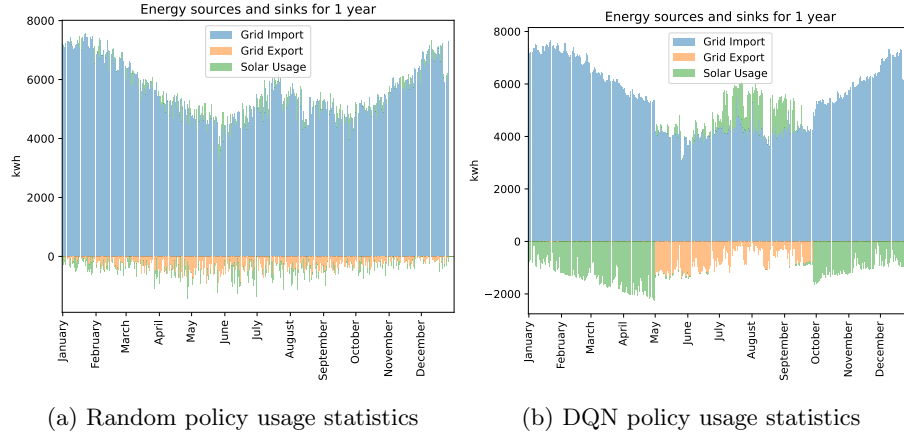 Energy sources and sinks for 1 year
8000
6000
4000
2000
0
kwh
Grid Import
Grid Export
Solar Usage
January
February
March
April
May
June
July
August
September
October
November
December
(a) Random policy usage statistics
Energy sources and sinks for 1 year
8000
6000
4000
2000
0
−2000
kwh
Grid Import
Grid Export
Solar Usage
January
February
March
April
May
June
July
August
September
October
November
December
(b) DQN policy usage statistics